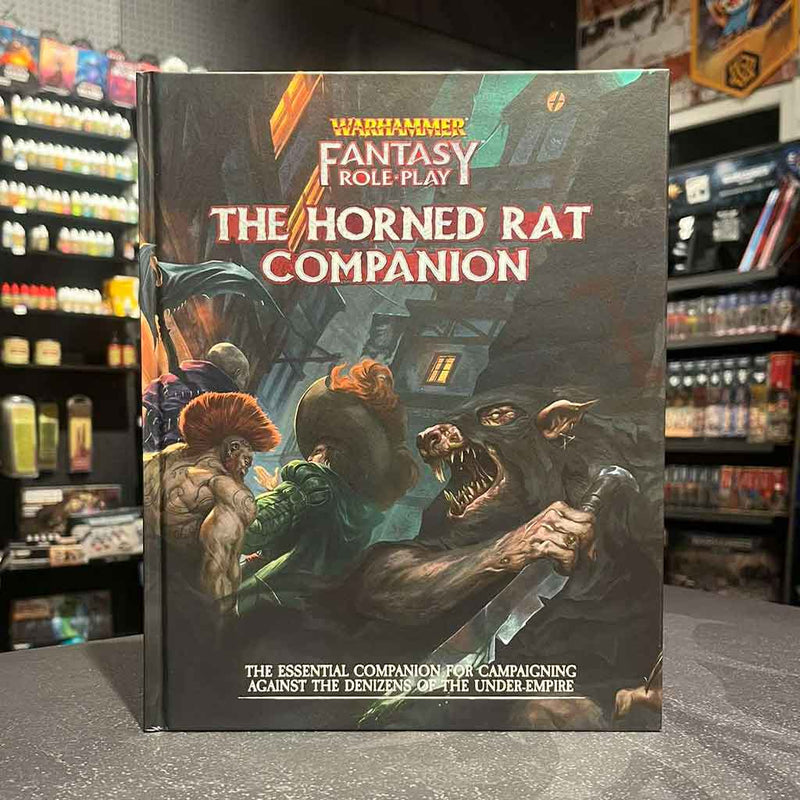 WARHAMMER
FANTASY
ROLE-PLAY
THE HORNED RAT
COMPANION
THE ESSENTIAL COMPANION FOR CAMPAIGNING
AGAINST THE DENIZENS OF THE UNDER-EMPIRE